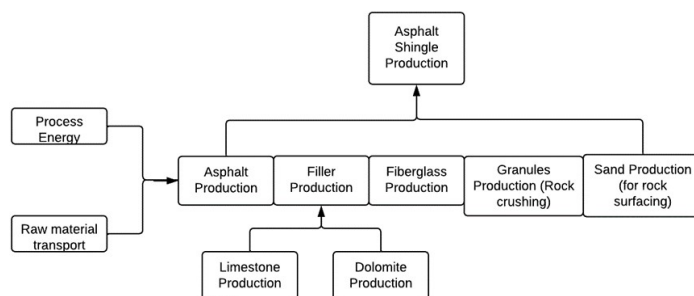 Asphalt
Shingle
Production
Process
Energy
Asphalt
Production
Filler
Production
Fiberglass
Production
Granules
Production (Rock
crushing)
Sand Production
(for rock
surfacing)
Raw material
transport
Limestone
Production
Dolomite
Production